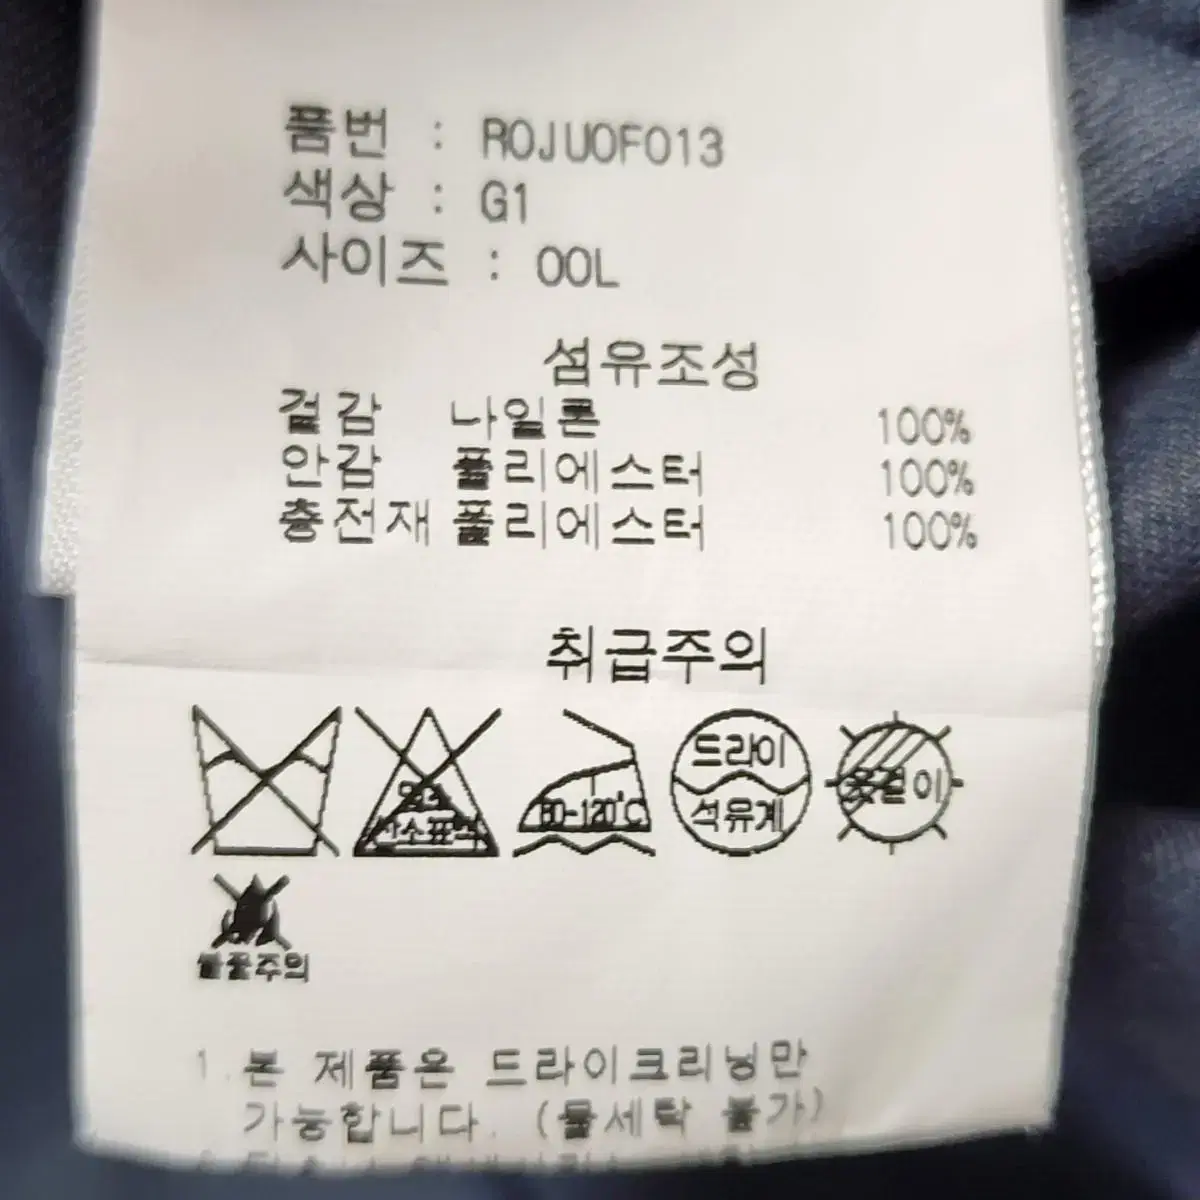 품번 : ROJUOF013
색상 : G1
사이즈 : OOL
섬유조성
겉감 나일론 100%
안감 폴리에스터 100%
충전재 폴리에스터 100%
취급주의
염소
산소표백
80-120℃
드라이
석유계
옷걸이
불꽃주의
1. 본 제품은 드라이크리닝만
가능합니다. (물세탁 불가)